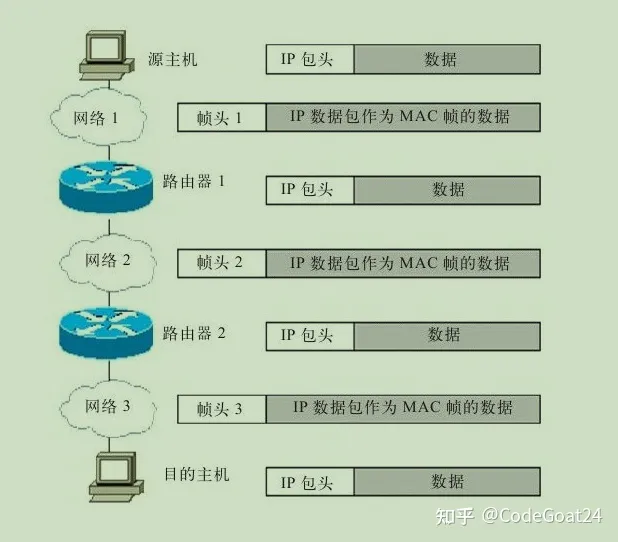 源主机 IP 包头 数据
网络 1 帧头 1 IP 数据包作为 MAC 帧的数据
路由器 1 IP 包头 数据
网络 2 帧头 2 IP 数据包作为 MAC 帧的数据
路由器 2 IP 包头 数据
网络 3 帧头 3 IP 数据包作为 MAC 帧的数据
目的主机 IP 包头 数据
知乎 @CodeGoat24